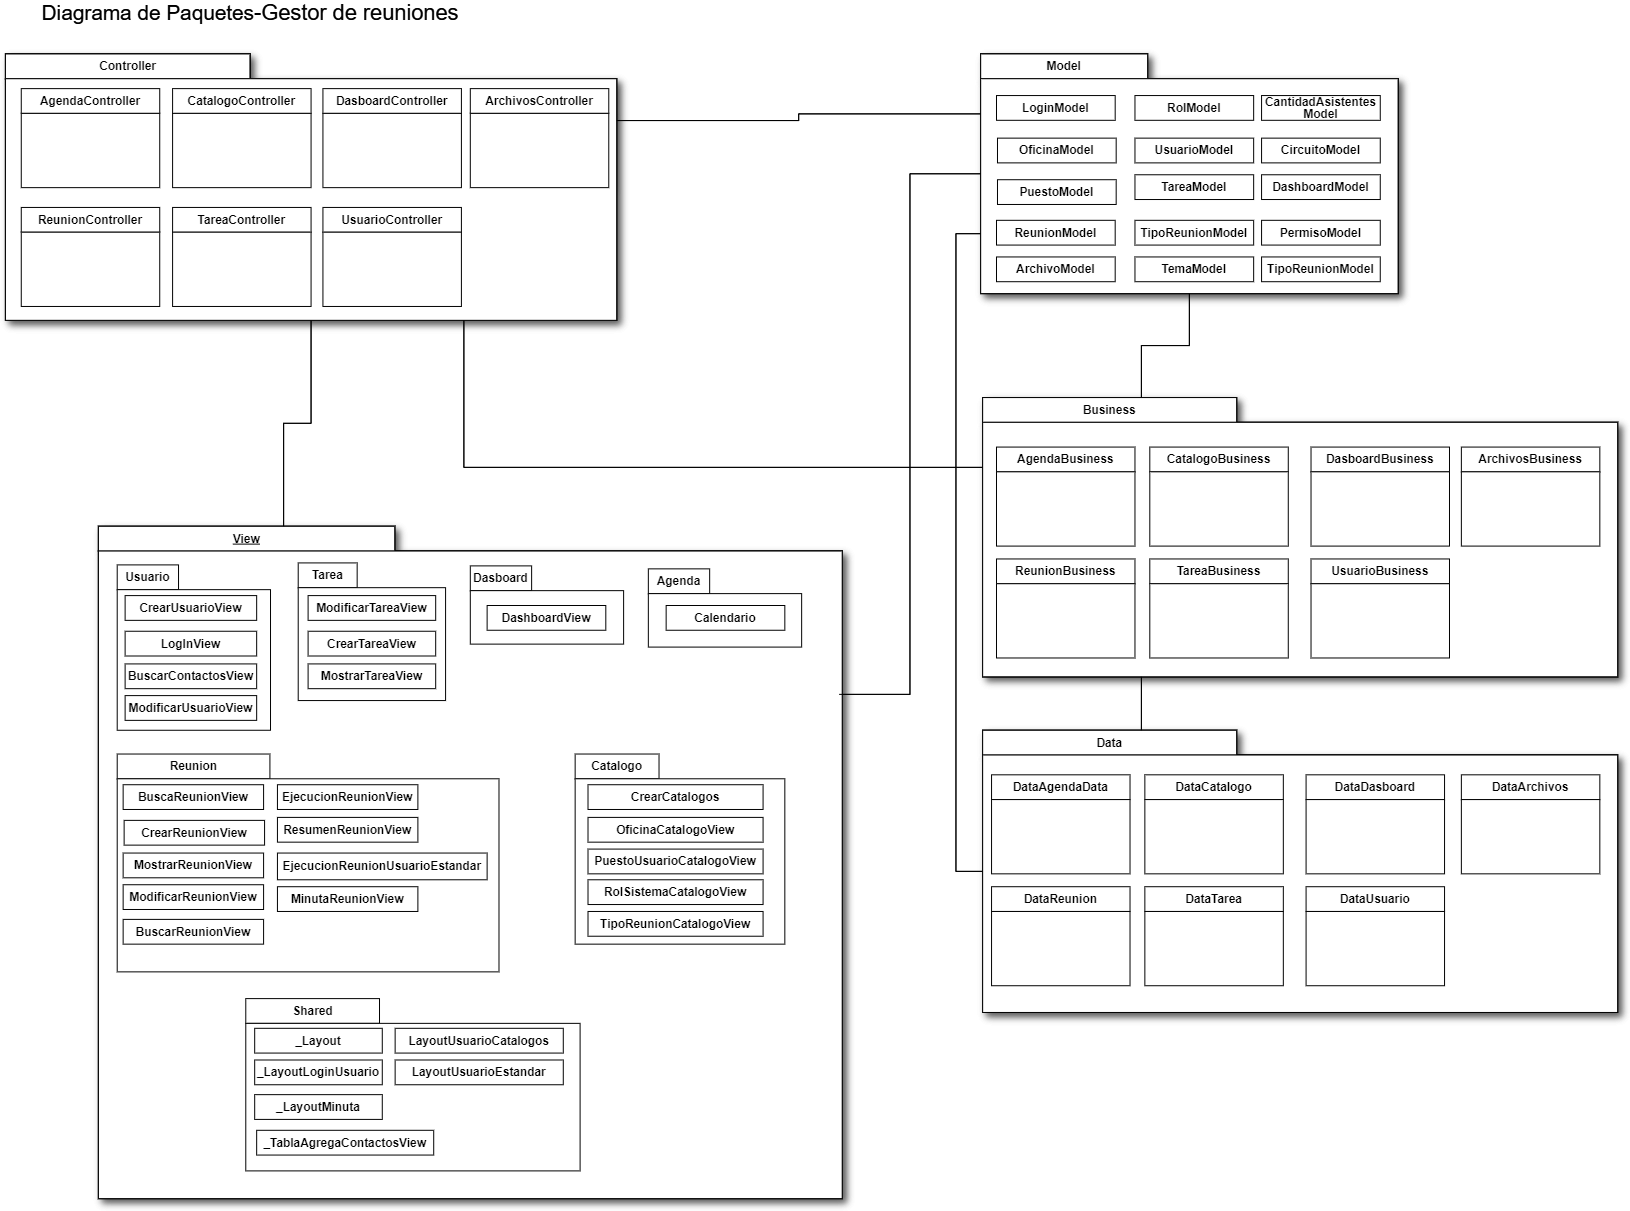 Diagrama de Paquetes-Gestor de reuniones
Controller
AgendaController
CatalogoController
DasboardController
ArchivosController
ReunionController
TareaController
UsuarioController
Model
LoginModel
RolModel
CantidadAsistentes
Model
OficinaModel
UsuarioModel
CircuitoModel
PuestoModel
TareaModel
DashboardModel
ReunionModel
TipoReunionModel
PermisoModel
ArchivoModel
TemaModel
TipoReunionModel
Business
AgendaBusiness
CatalogoBusiness
DasboardBusiness
ArchivosBusiness
ReunionBusiness
TareaBusiness
UsuarioBusiness
View
Usuario
CrearUsuarioView
LogInView
BuscarContactosView
ModificarUsuarioView
Tarea
ModificarTareaView
CrearTareaView
MostrarTareaView
Dasboard
DashboardView
Agenda
Calendario
Reunion
BuscaReunionView
CrearReunionView
MostrarReunionView
ModificarReunionView
BuscarReunionView
EjecucionReunionView
ResumenReunionView
EjecucionReunionUsuarioEstandar
MinutaReunionView
Catalogo
CrearCatalogos
OficinaCatalogoView
PuestoUsuarioCatalogoView
RolSistemaCatalogoView
TipoReunionCatalogoView
Shared
_Layout
_LayoutLoginUsuario
_LayoutMinuta
_TablaAgregaContactosView
LayoutUsuarioCatalogos
LayoutUsuarioEstandar
Data
DataAgendaData
DataCatalogo
DataDasboard
DataArchivos
DataReunion
DataTarea
DataUsuario